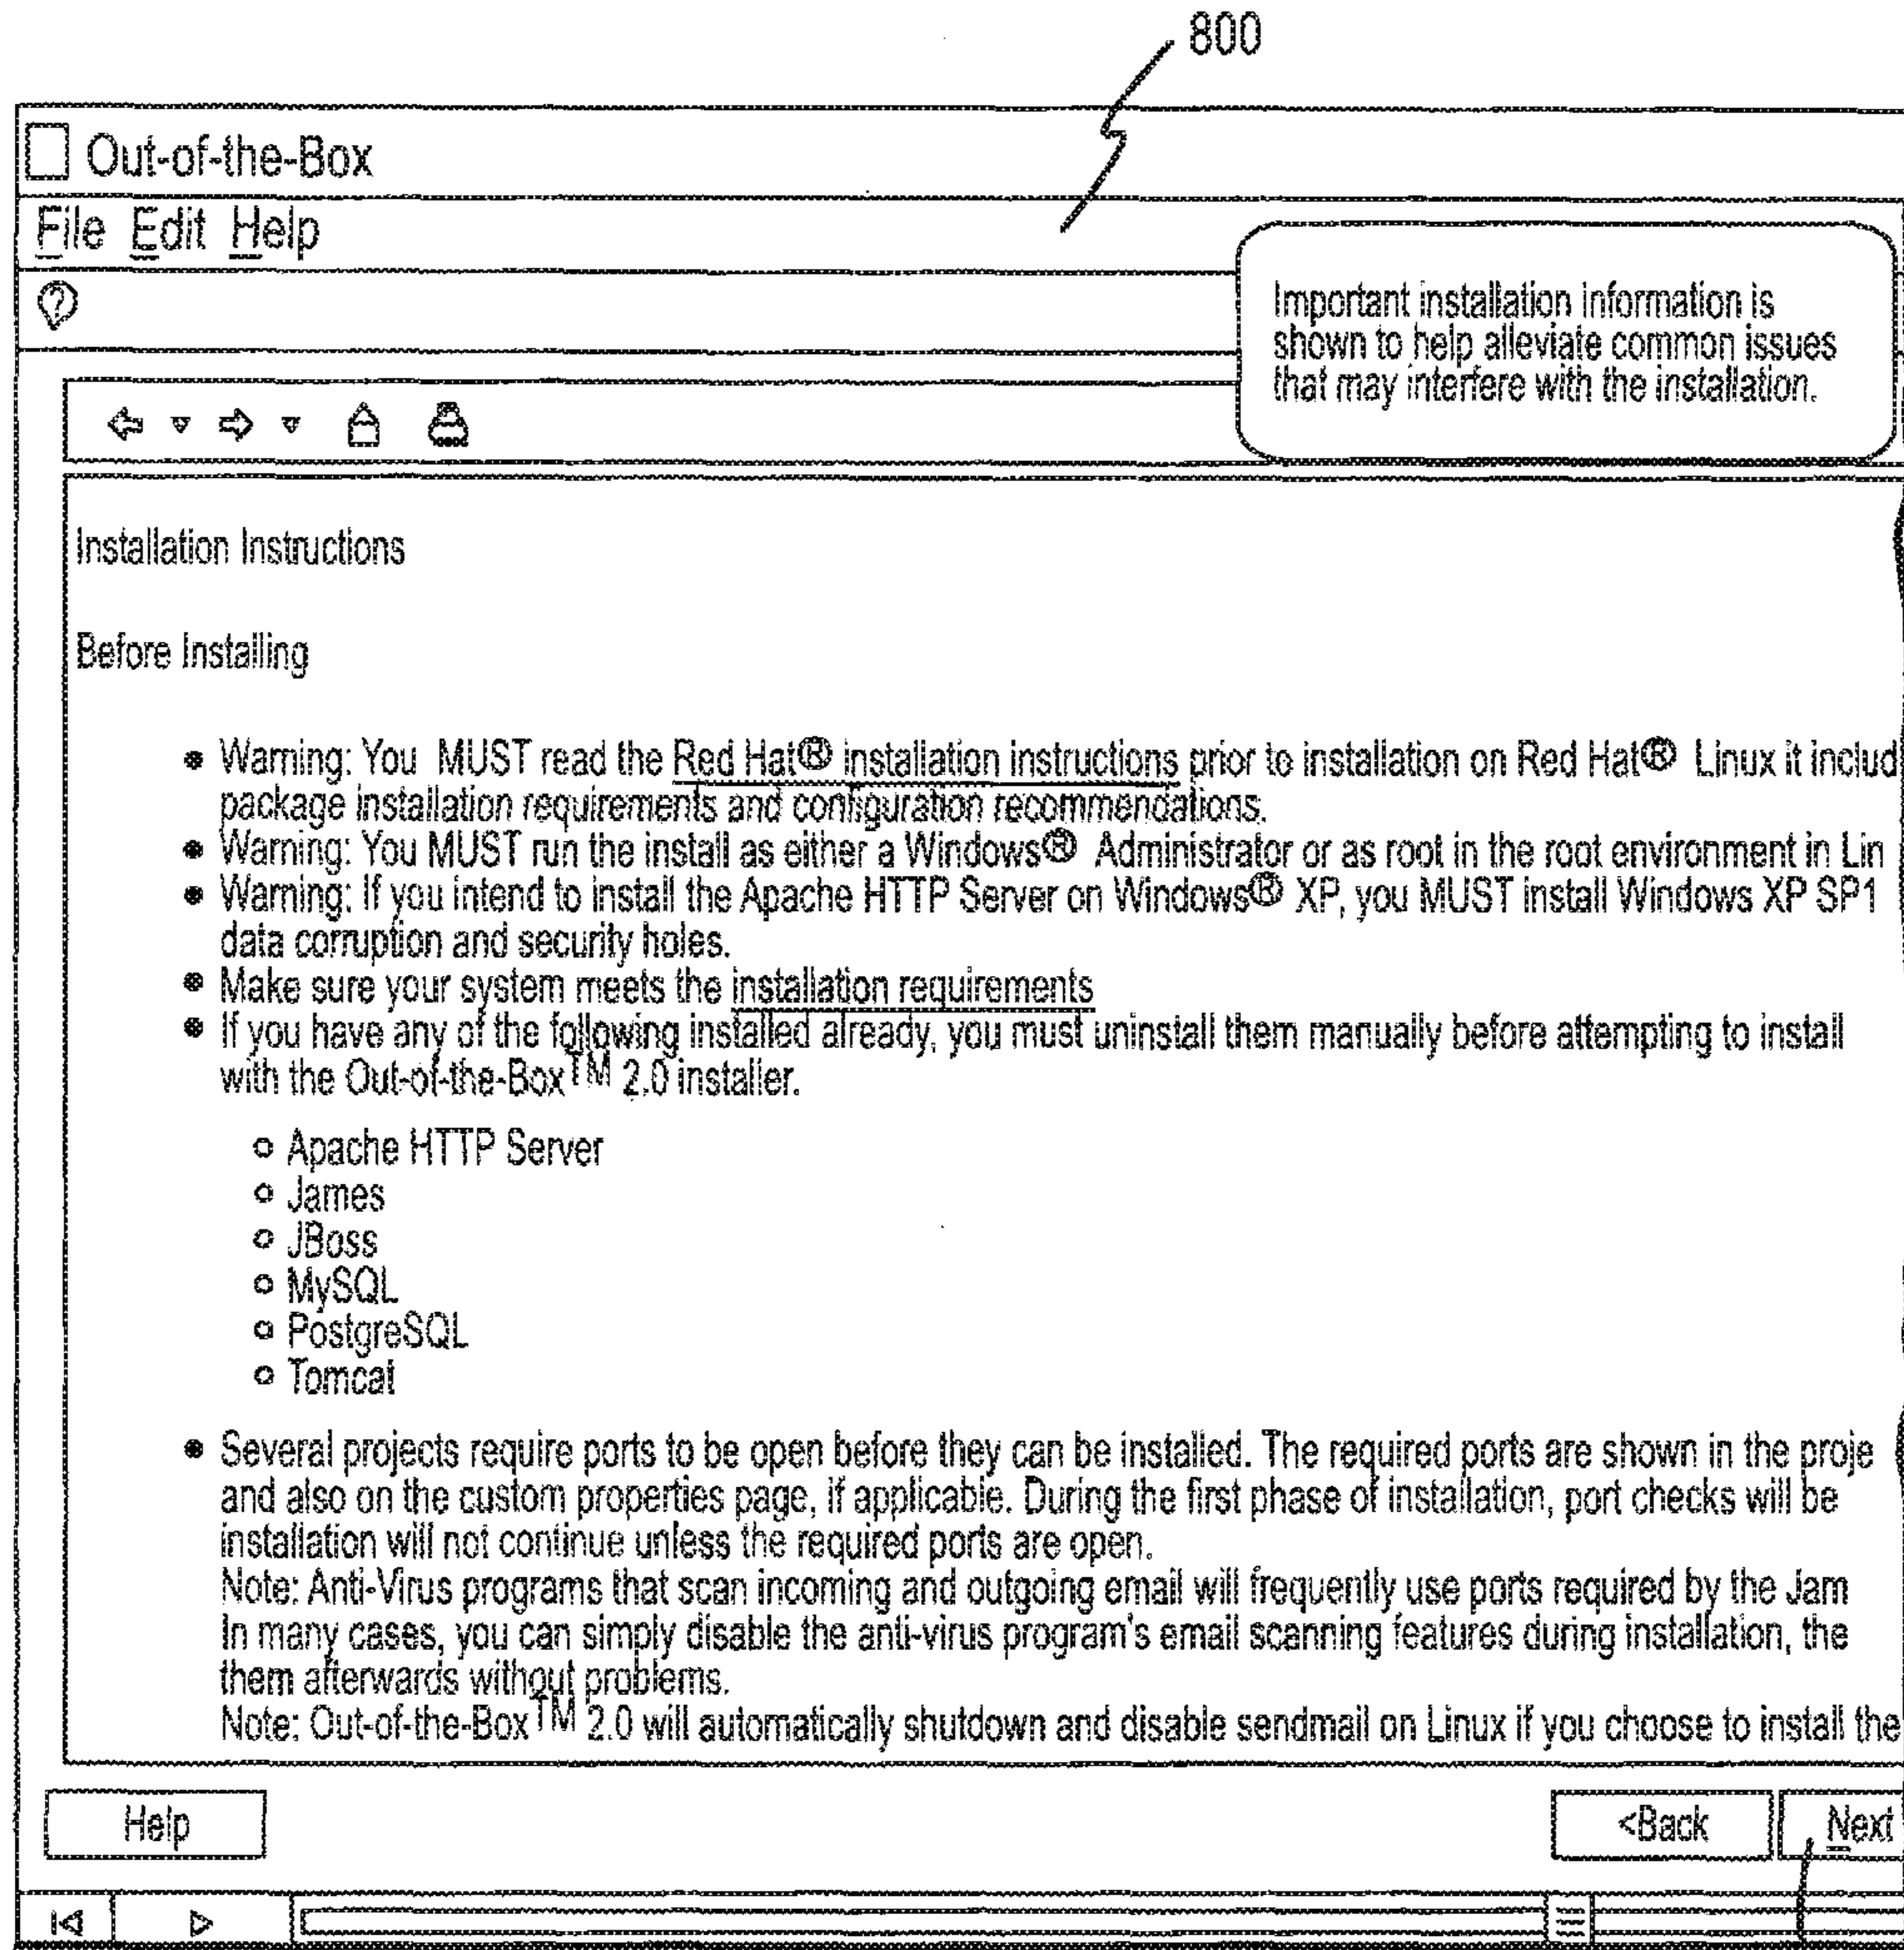 800
Out-of-the-Box
File Edit Help
Important installation information is
shown to help alleviate common issues
that may interfere with the installation.
Installation Instructions
Before Installing
• Warning: You MUST read the Red Hat® installation instructions prior to installation on Red Hat® Linux it includ
package installation requirements and configuration recommendations.
• Warning: You MUST run the install as either a Windows® Administrator or as root in the root environment in Lin
• Warning: If you intend to install the Apache HTTP Server on Windows® XP, you MUST install Windows XP SP1
data corruption and security holes.
• Make sure your system meets the installation requirements
• If you have any of the following installed already, you must uninstall them manually before attempting to install
with the Out-of-the-Box™ 2.0 installer.
o Apache HTTP Server
o James
o JBoss
o MySQL
o PostgreSQL
o Tomcat
• Several projects require ports to be open before they can be installed. The required ports are shown in the proje
and also on the custom properties page, if applicable. During the first phase of installation, port checks will be
installation will not continue unless the required ports are open.
Note: Anti-Virus programs that scan incoming and outgoing email will frequently use ports required by the Jam
In many cases, you can simply disable the anti-virus program's email scanning features during installation, the
them afterwards without problems.
Note: Out-of-the-Box™ 2.0 will automatically shutdown and disable sendmail on Linux if you choose to install the
Help <Back Next